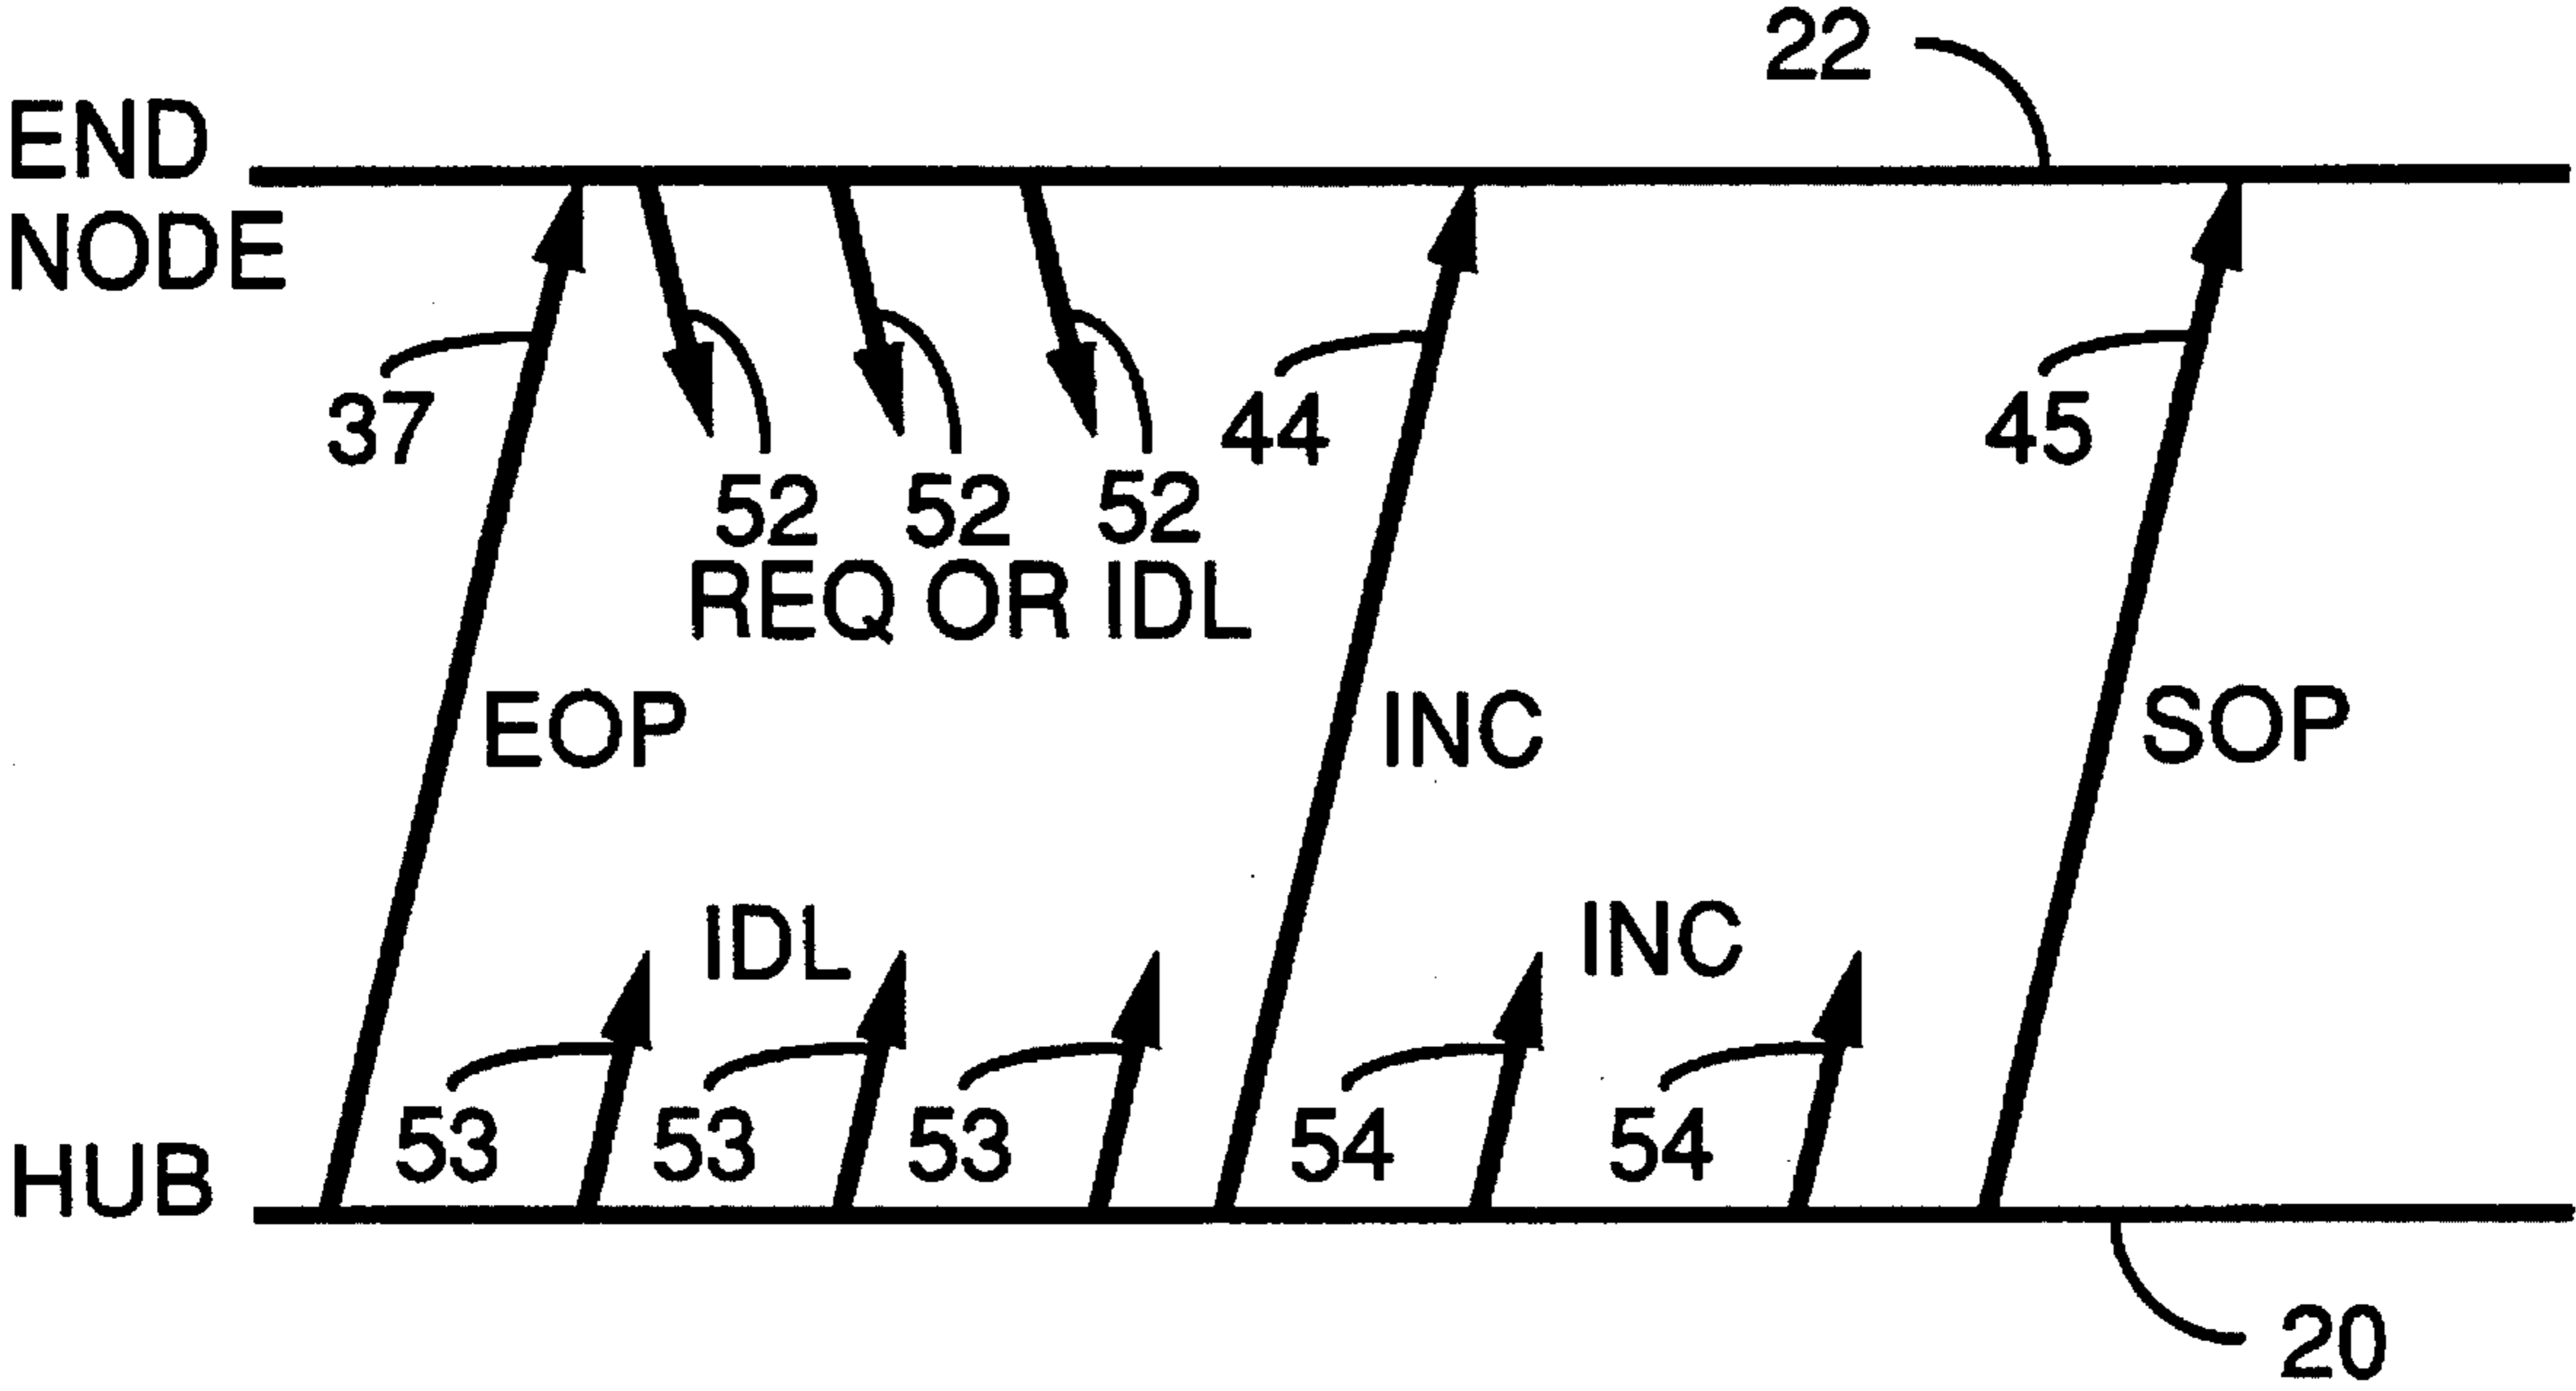 22
END
NODE
37
44
45
52 52 52
REQ OR IDL
EOP
INC
SOP
IDL
INC
53 53 53 54 54
HUB
20